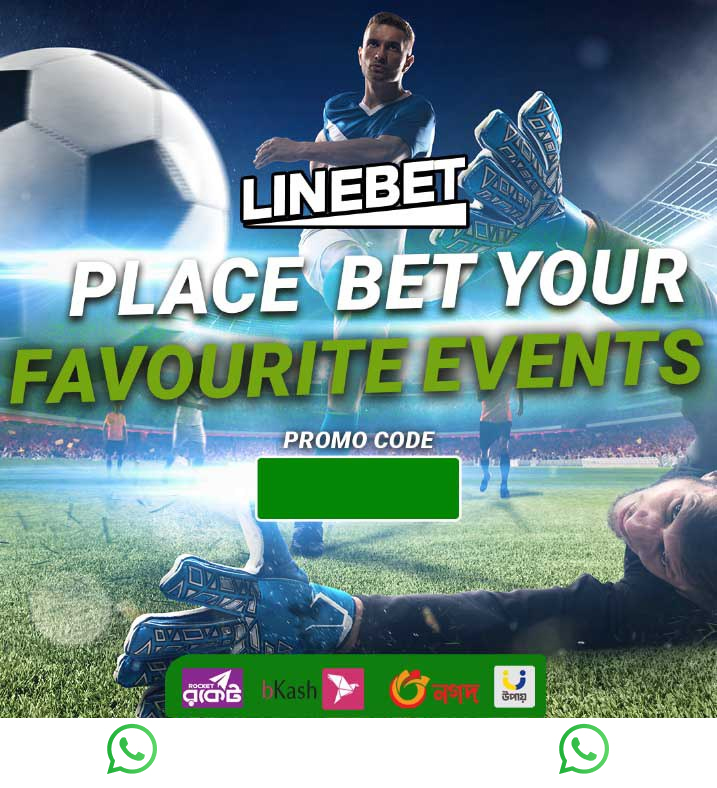 LINEBET
PLACE BET YOUR
FAVOURITE EVENTS
PROMO CODE
ROCKET
রকেট
bKash
নগদ
উপায়